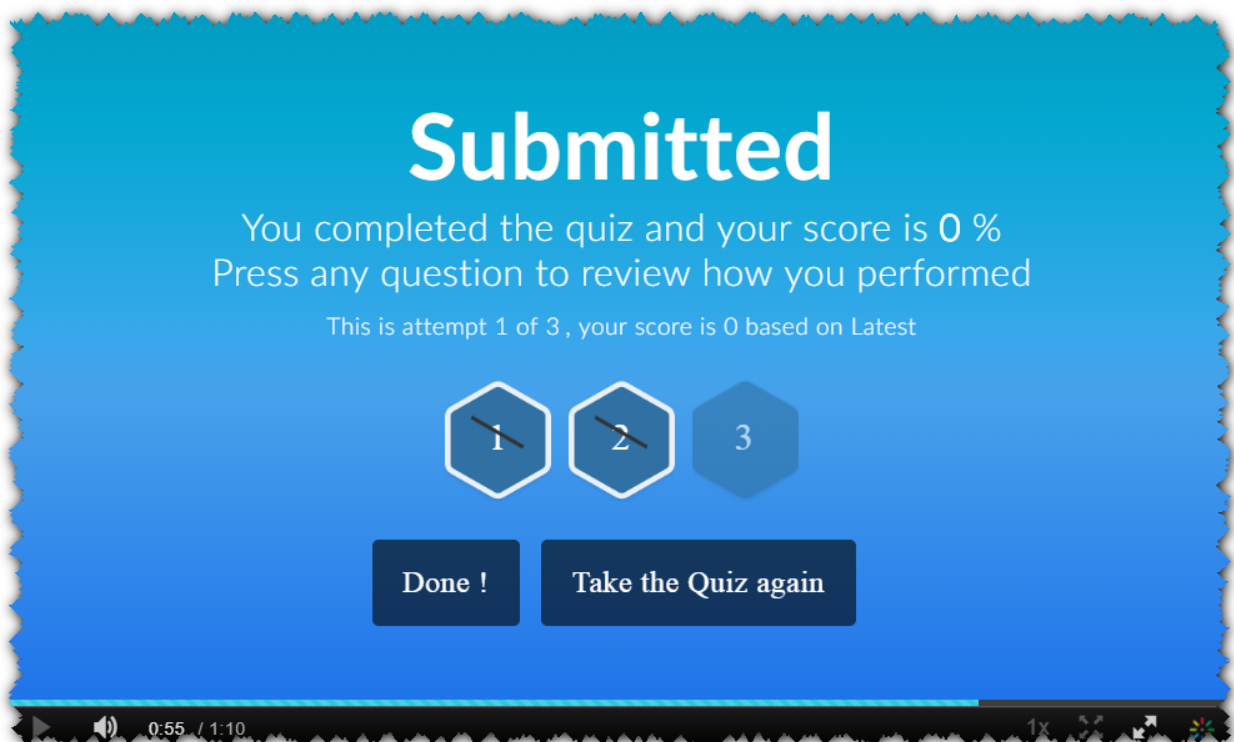 Submitted
You completed the quiz and your score is 0 %
Press any question to review how you performed
This is attempt 1 of 3 , your score is 0 based on Latest
1 2 3
Done ! Take the Quiz again
0:55 / 1:10 1x